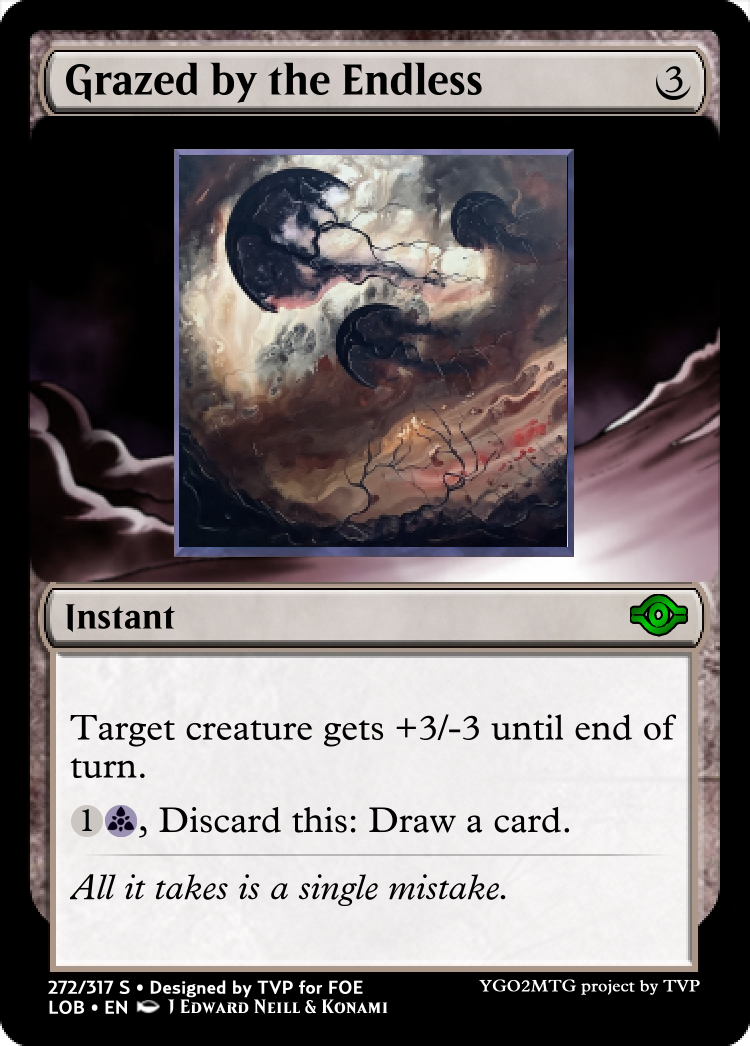 Grazed by the Endless 3
Instant
Target creature gets +3/-3 until end of
turn.
1, Discard this: Draw a card.
All it takes is a single mistake.
272/317 S • Designed by TVP for FOE
YGO2MTG project by TVP
LOB • EN J Edward Neill & Konami